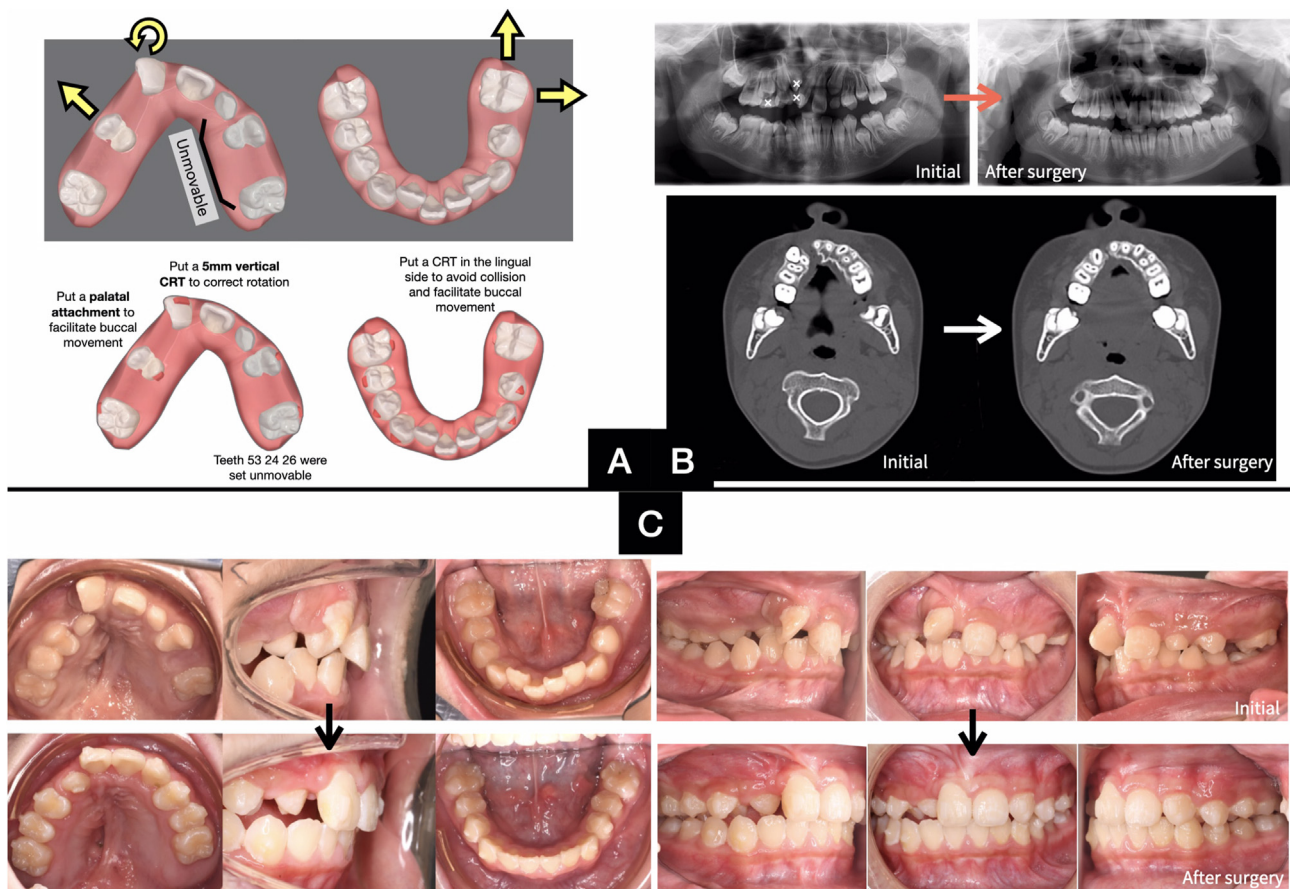 Unmovable
Put a 5mm vertical
CRT to correct rotation
Put a palatal
attachment to
facilitate buccal
movement
Put a CRT in the lingual
side to avoid collision
and facilitate buccal
movement
Teeth 53 24 26 were
set unmovable
A
Initial
After surgery
Initial
After surgery
B
C
Initial
After surgery